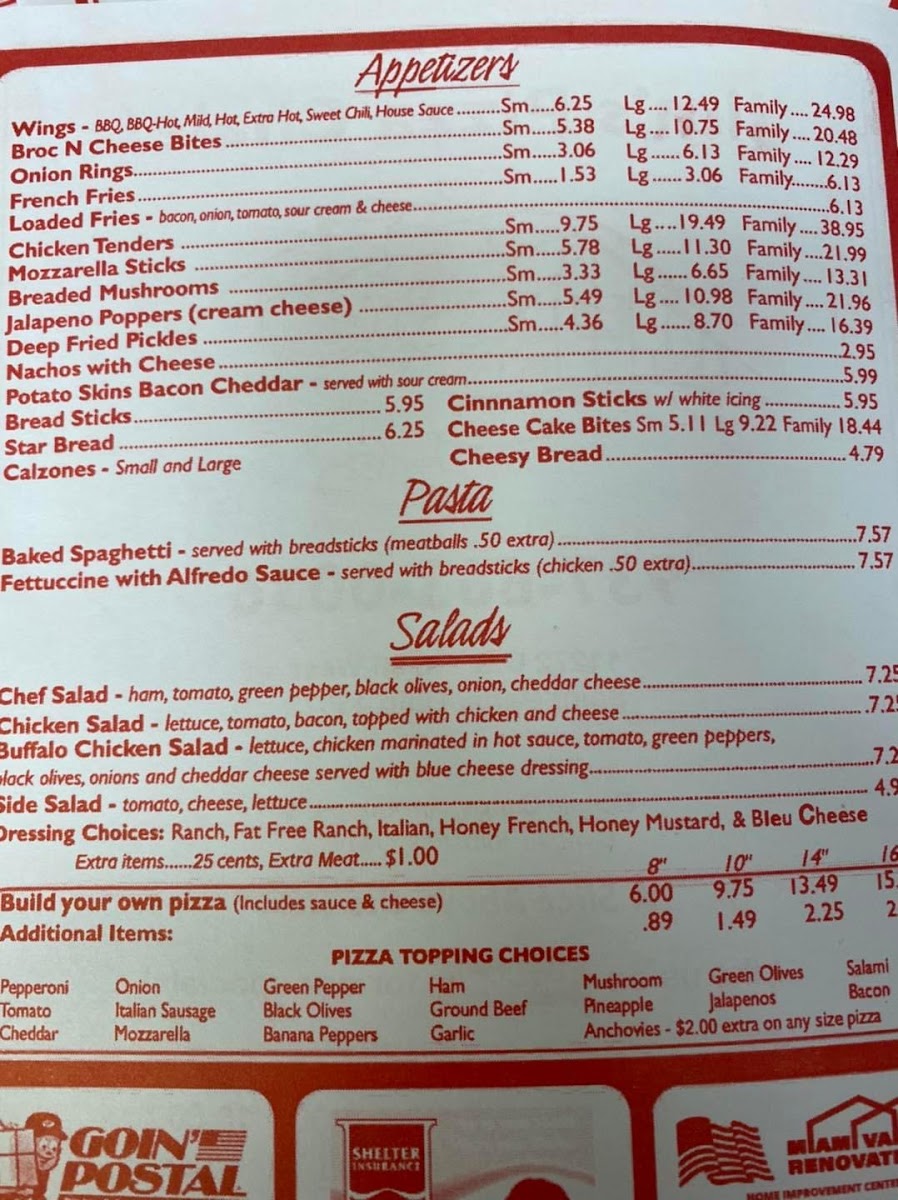 Appetizers
Wings - BBQ, BBQ-Hot, Mild, Hot, Extra Hot, Sweet Chili, House Sauce ........Sm.....6.25 Lg.... 12.49 Family .... 24.98
Broc N Cheese Bites ........Sm.....5.38 Lg.... 10.75 Family .... 20.48
Onion Rings........Sm.....3.06 Lg...... 6.13 Family .... 12.29
French Fries........Sm.....1.53 Lg...... 3.06 Family........6.13
Loaded Fries - bacon, onion, tomato, sour cream & cheese........6.13
Chicken Tenders ........Sm.....9.75 Lg....19.49 Family ....38.95
Mozzarella Sticks ........Sm.....5.78 Lg.....11.30 Family ....21.99
Breaded Mushrooms ........Sm.....3.33 Lg...... 6.65 Family .... 13.31
Jalapeno Poppers (cream cheese) ........Sm.....5.49 Lg.... 10.98 Family .... 21.96
Deep Fried Pickles ........Sm.....4.36 Lg...... 8.70 Family.... 16.39
Nachos with Cheese ........2.95
Potato Skins Bacon Cheddar - served with sour cream........5.99
Bread Sticks........ 5.95 Cinnnamon Sticks w/ white icing ........ 5.95
Star Bread ........ 6.25 Cheese Cake Bites Sm 5.11 Lg 9.22 Family 18.44
Calzones - Small and Large Cheesy Bread ........ 4.79
Pasta
Baked Spaghetti - served with breadsticks (meatballs .50 extra)........7.57
Fettuccine with Alfredo Sauce - served with breadsticks (chicken .50 extra)........ 7.57
Salads
Chef Salad - ham, tomato, green pepper, black olives, onion, cheddar cheese........ 7.25
Chicken Salad - lettuce, tomato, bacon, topped with chicken and cheese ........ 7.25
Buffalo Chicken Salad - lettuce, chicken marinated in hot sauce, tomato, green peppers,
black olives, onions and cheddar cheese served with blue cheese dressing........
Side Salad - tomato, cheese, lettuce........
Dressing Choices: Ranch, Fat Free Ranch, Italian, Honey French, Honey Mustard, & Bleu Cheese
Extra items......25 cents, Extra Meat..... $1.00 8" 10" 14" 16
Build your own pizza (Includes sauce & cheese) 6.00 9.75 13.49 15.
Additional Items: .89 1.49 2.25
PIZZA TOPPING CHOICES
Pepperoni Onion Green Pepper Ham Mushroom Green Olives Salami
Tomato Italian Sausage Black Olives Ground Beef Pineapple Jalapenos Bacon
Cheddar Mozzarella Banana Peppers Garlic Anchovies - $2.00 extra on any size pizza
GOIN'
POSTAL
SHELTER
INSURANCE
MIAMI VA
RENOVATI
HOME IMPROVEMENT CENTE